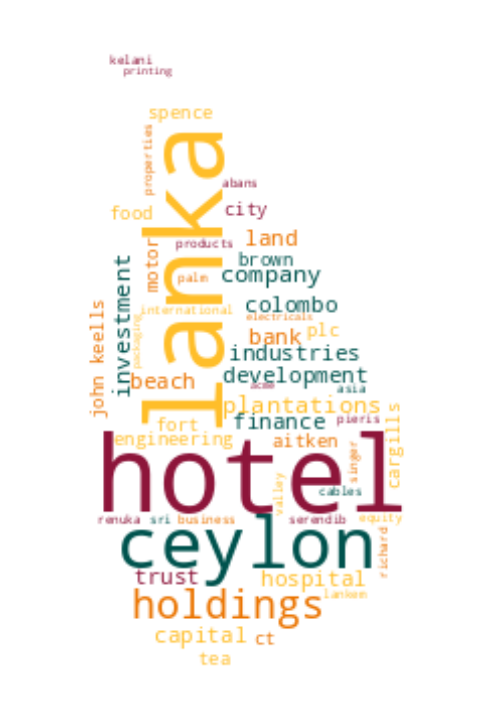 kelani
printing
spence
properties
lanka
abans
food
city
motor
products
land
brown
palm
company
investment
international
colombo
electricals
john keells
packaging
bank
plc
industries
beach
development
acme
asia
plantations
fort
finance
pieris
engineering
aitken
cargills
singer
hotel
valley
cables
renuka
sri
business
serendib
equity
ceylon
richard
trust
hospital
holdings
lankem
capital
ct
tea